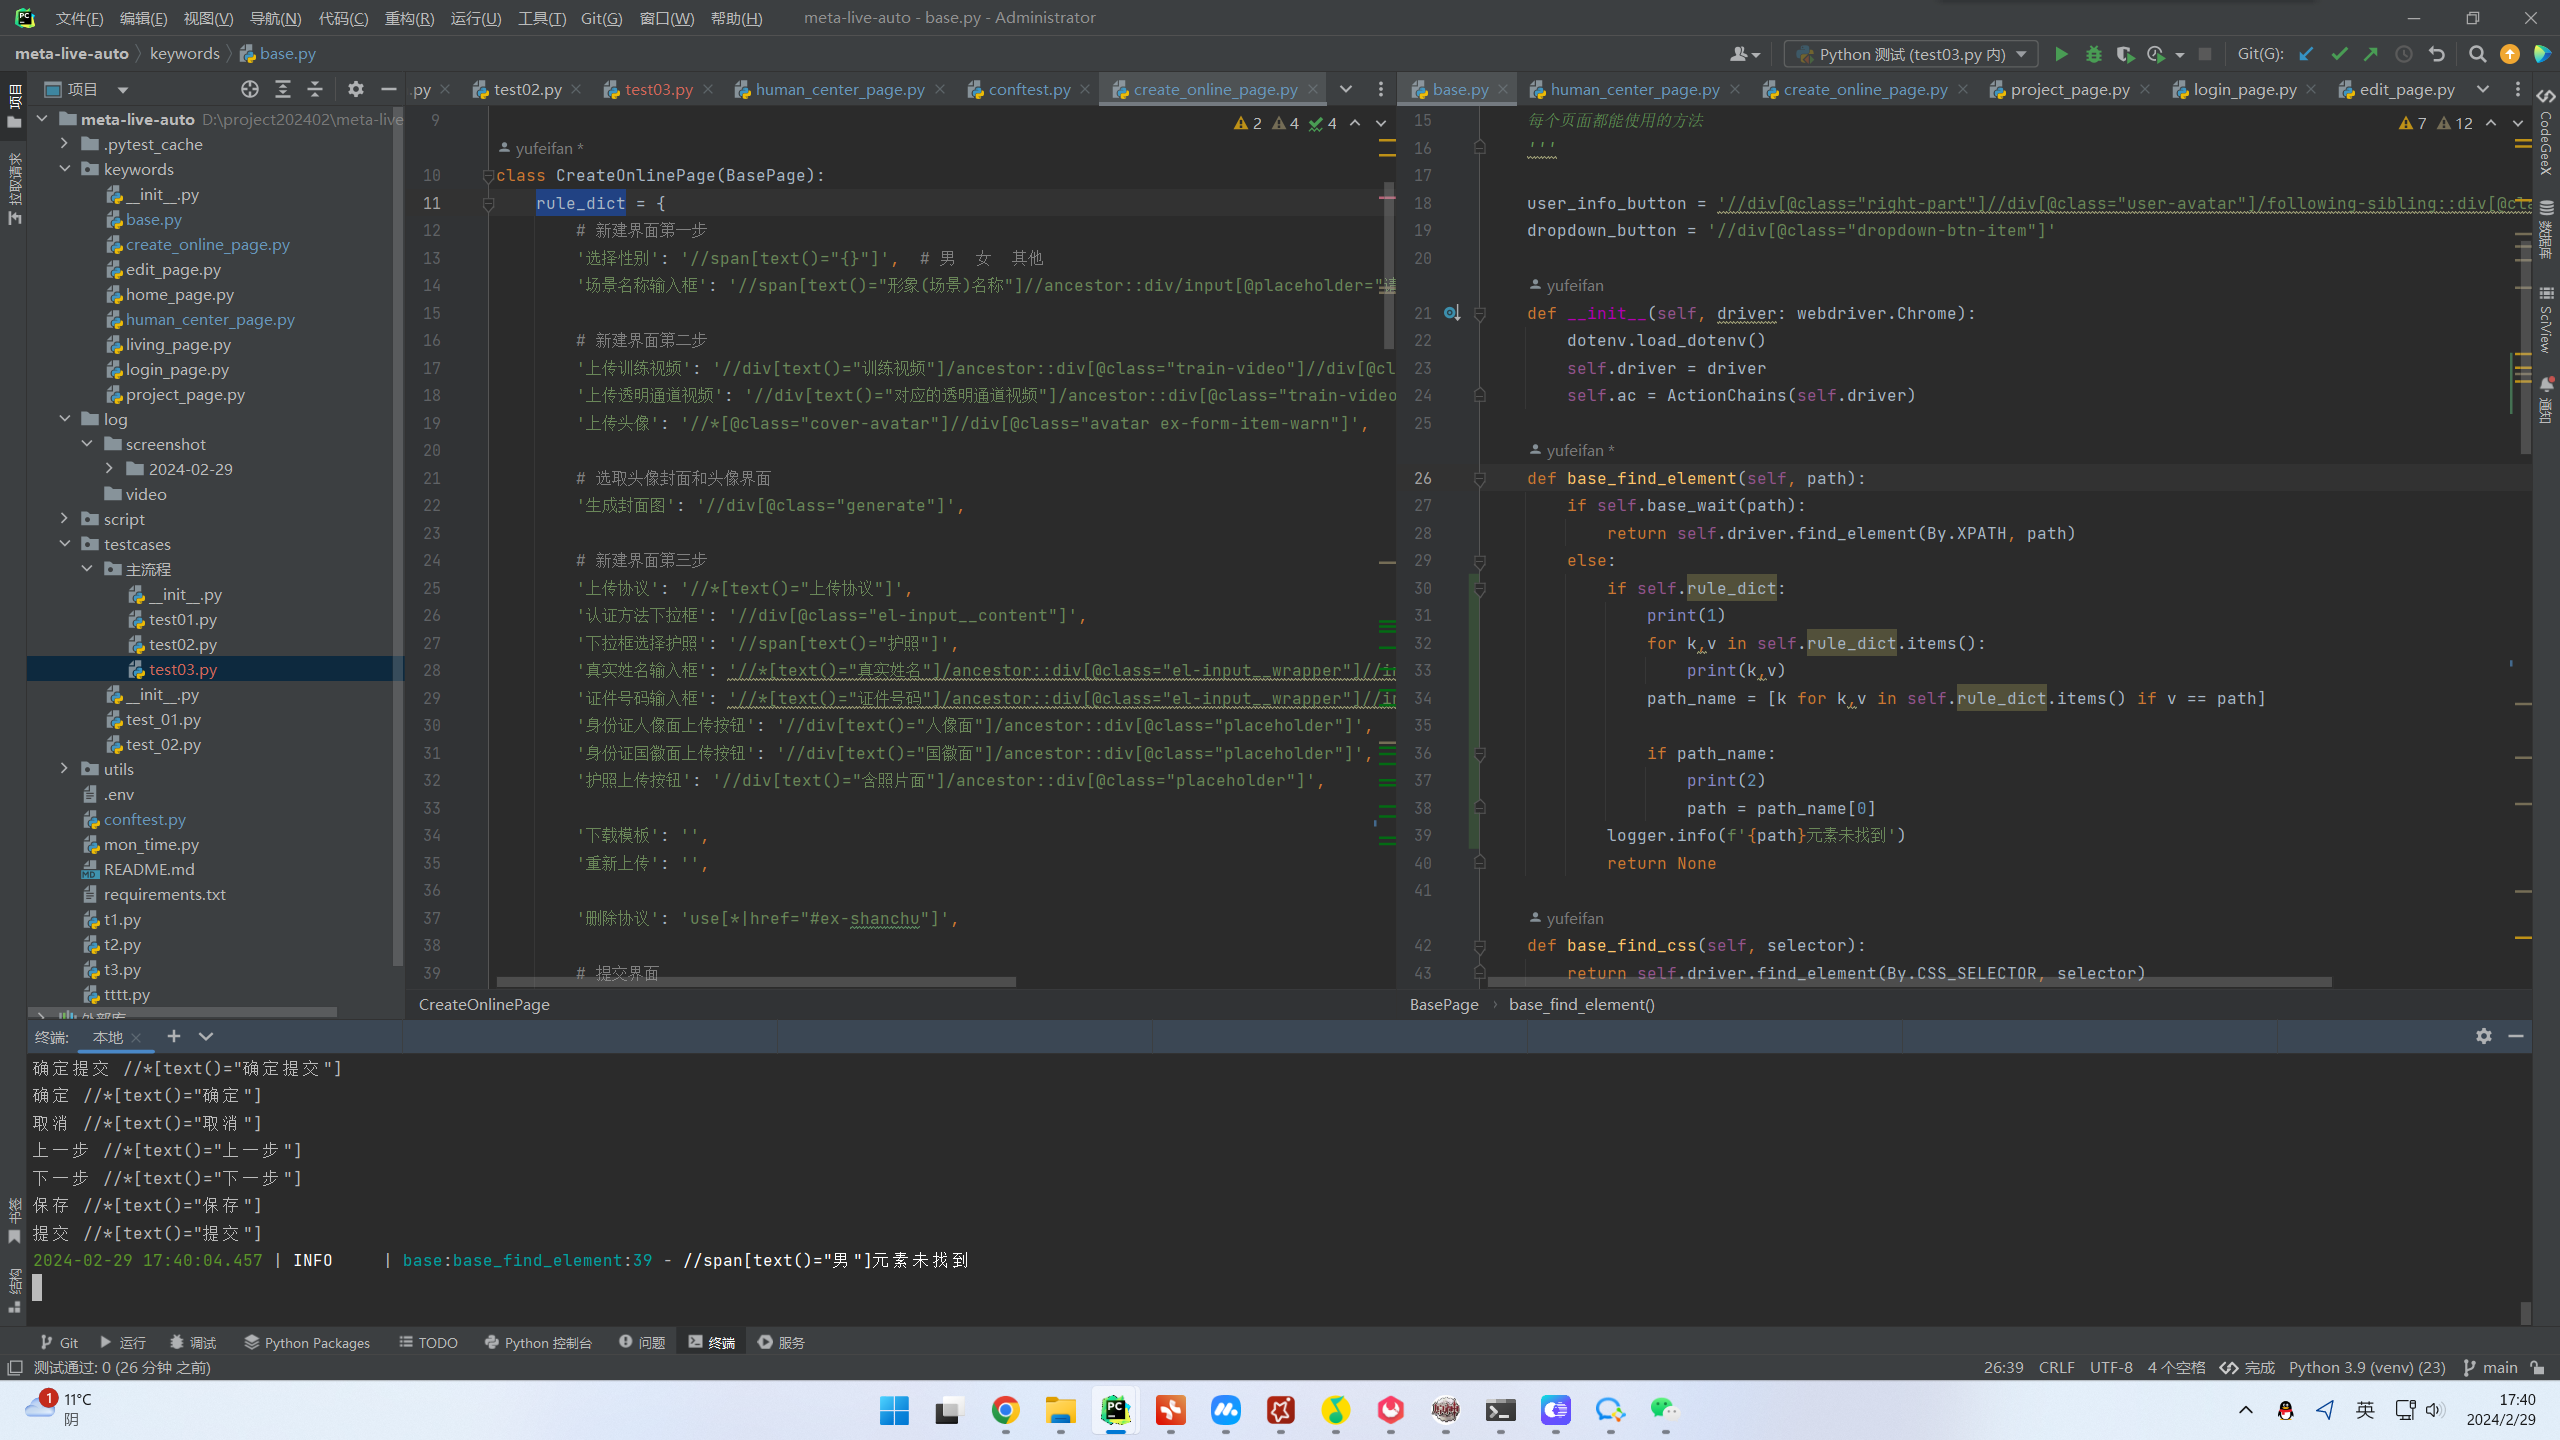 文件(F) 编辑(E) 视图(V) 导航(N) 代码(C) 重构(R) 运行(U) 工具(T) Git(G) 窗口(W) 帮助(H) meta-live-auto - base.py - Administrator
meta-live-auto keywords base.py
Python 测试 (test03.py 内) Git(G):
项目
.py test02.py test03.py human_center_page.py conftest.py create_online_page.py
base.py human_center_page.py create_online_page.py project_page.py login_page.py edit_page.py
项目
拉取请求
书签
结构
meta-live-auto D:\project202402\meta-live
.pytest_cache
keywords
__init__.py
base.py
create_online_page.py
edit_page.py
home_page.py
human_center_page.py
living_page.py
login_page.py
project_page.py
log
screenshot
2024-02-29
video
script
testcases
主流程
__init__.py
test01.py
test02.py
test03.py
__init__.py
test_01.py
test_02.py
utils
.env
conftest.py
mon_time.py
README.md
requirements.txt
t1.py
t2.py
t3.py
tttt.py
外部库
2 4 4
9
yufeifan *
10 class CreateOnlinePage(BasePage):
11 rule_dict = {
12 # 新建界面第一步
13 '选择性别': '//span[text()="{}"]', # 男 女 其他
14 '场景名称输入框': '//span[text()="形象(场景)名称"]//ancestor::div/input[@placeholder="请
15
16 # 新建界面第二步
17 '上传训练视频': '//div[text()="训练视频"]/ancestor::div[@class="train-video"]//div[@cl
18 '上传透明通道视频': '//div[text()="对应的透明通道视频"]/ancestor::div[@class="train-video
19 '上传头像': '//*[@class="cover-avatar"]//div[@class="avatar ex-form-item-warn"]',
20
21 # 选取头像封面和头像界面
22 '生成封面图': '//div[@class="generate"]',
23
24 # 新建界面第三步
25 '上传协议': '//*[text()="上传协议"]',
26 '认证方法下拉框': '//div[@class="el-input__content"]',
27 '下拉框选择护照': '//span[text()="护照"]',
28 '真实姓名输入框': '//*[text()="真实姓名"]/ancestor::div[@class="el-input__wrapper"]//in
29 '证件号码输入框': '//*[text()="证件号码"]/ancestor::div[@class="el-input__wrapper"]//in
30 '身份证人像面上传按钮': '//div[text()="人像面"]/ancestor::div[@class="placeholder"]',
31 '身份证国徽面上传按钮': '//div[text()="国徽面"]/ancestor::div[@class="placeholder"]',
32 '护照上传按钮': '//div[text()="含照片面"]/ancestor::div[@class="placeholder"]',
33
34 '下载模板': '',
35 '重新上传': '',
36
37 '删除协议': 'use[*|href="#ex-shanchu"]',
38
39 # 提交界面
CreateOnlinePage
7 12
15 每个页面都能使用的方法
16 '''
17
18 user_info_button = '//div[@class="right-part"]//div[@class="user-avatar"]/following-sibling::div[@cla
19 dropdown_button = '//div[@class="dropdown-btn-item"]'
20
yufeifan
21 def __init__(self, driver: webdriver.Chrome):
22 dotenv.load_dotenv()
23 self.driver = driver
24 self.ac = ActionChains(self.driver)
25
yufeifan *
26 def base_find_element(self, path):
27 if self.base_wait(path):
28 return self.driver.find_element(By.XPATH, path)
29 else:
30 if self.rule_dict:
31 print(1)
32 for k,v in self.rule_dict.items():
33 print(k,v)
34 path_name = [k for k,v in self.rule_dict.items() if v == path]
35
36 if path_name:
37 print(2)
38 path = path_name[0]
39 logger.info(f'{path}元素未找到')
40 return None
41
yufeifan
42 def base_find_css(self, selector):
43 return self.driver.find_element(By.CSS_SELECTOR, selector)
BasePage base_find_element()
CodeGeeX
数据库
SciView
通知
终端: 本地
确定提交 //*[text()="确定提交"]
确定 //*[text()="确定"]
取消 //*[text()="取消"]
上一步 //*[text()="上一步"]
下一步 //*[text()="下一步"]
保存 //*[text()="保存"]
提交 //*[text()="提交"]
2024-02-29 17:40:04.457 | INFO | base:base_find_element:39 - //span[text()="男"]元素未找到
Git 运行 调试 Python Packages TODO Python 控制台 问题 终端 服务
测试通过: 0 (26 分钟 之前) 26:39 CRLF UTF-8 4 个空格 完成 Python 3.9 (venv) (23) main
1 11°C
阴
英
17:40
2024/2/29